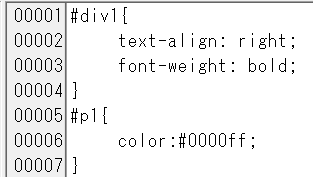 00001 #div1{
00002     text-align: right;
00003     font-weight: bold;
00004 }
00005 #p1{
00006     color:#0000ff;
00007 }